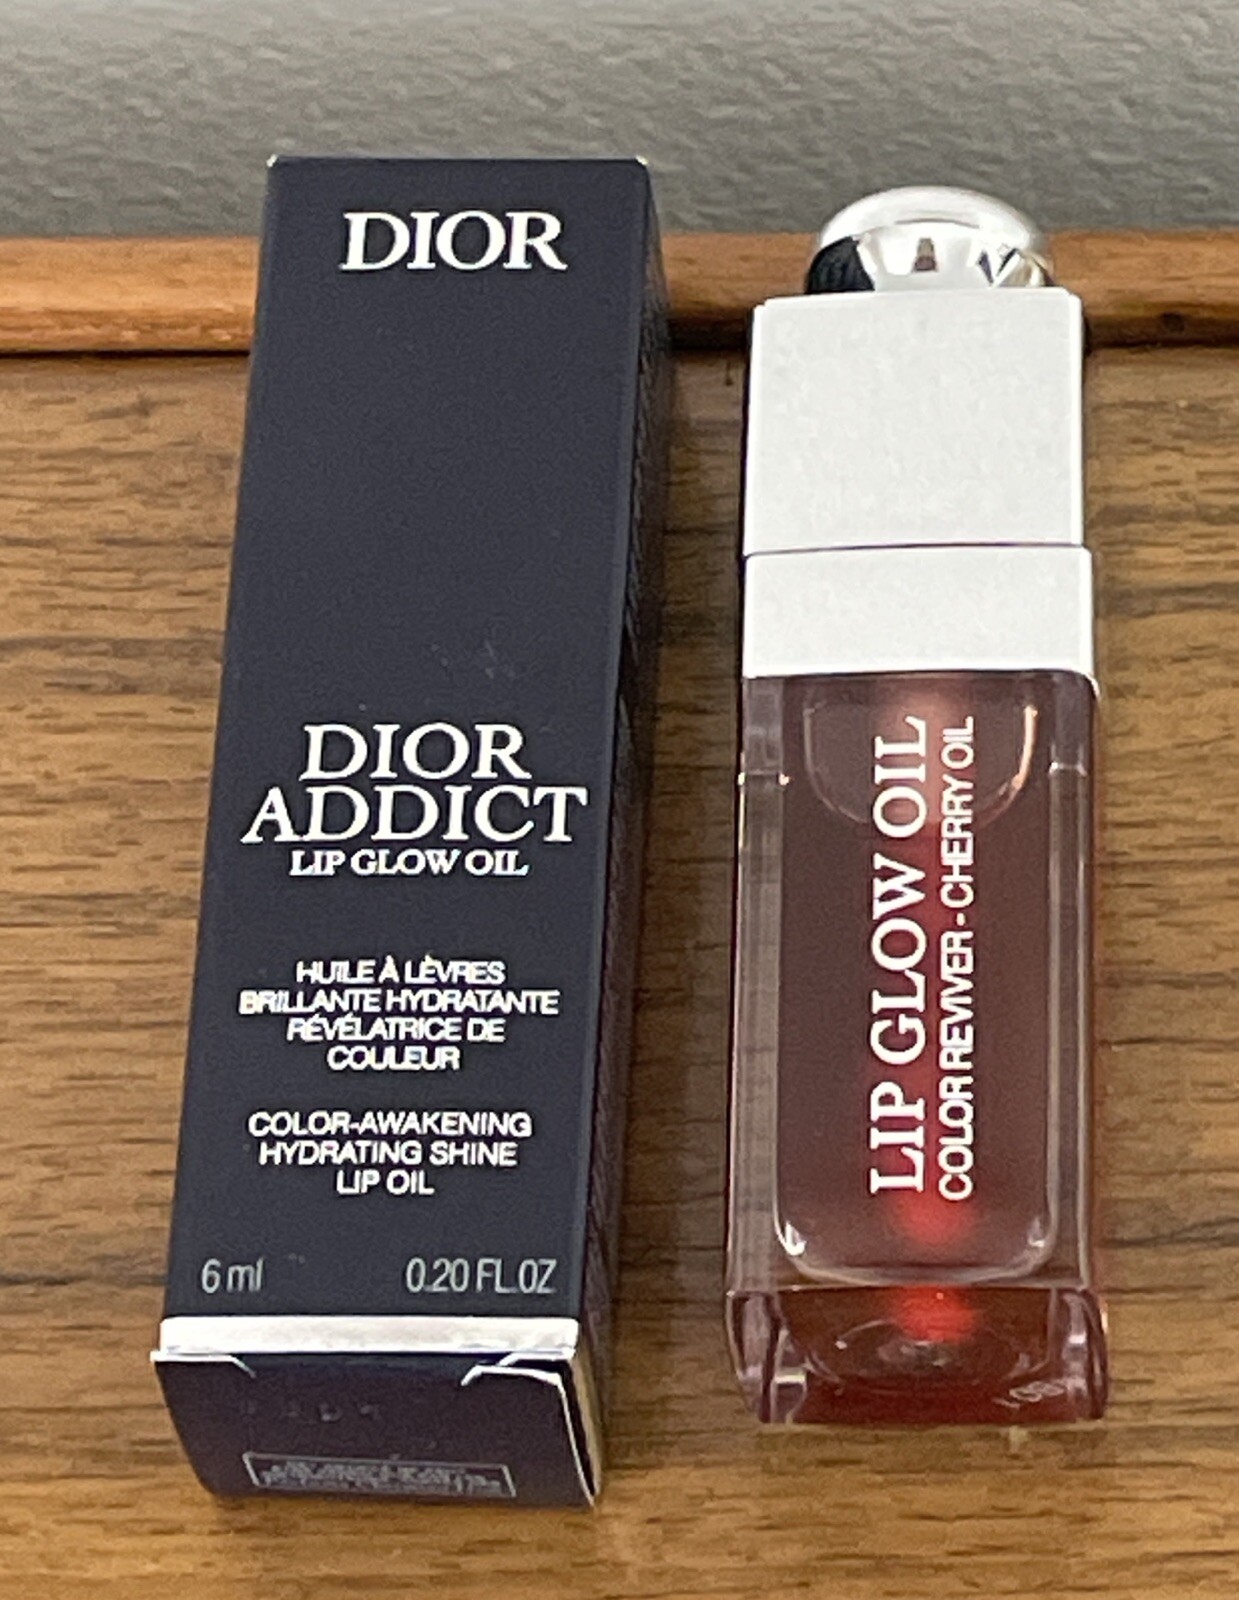 DIOR
DIOR
ADDICT
LIP GLOW OIL
HUILE À LÈVRES
BRILLANTE HYDRATANTE
RÉVÉLATRICE DE
COULEUR
COLOR-AWAKENING
HYDRATING SHINE
LIP OIL
6 ml 0.20 FL.OZ
LIP GLOW OIL
COLOR REVIVER - CHERRY OIL